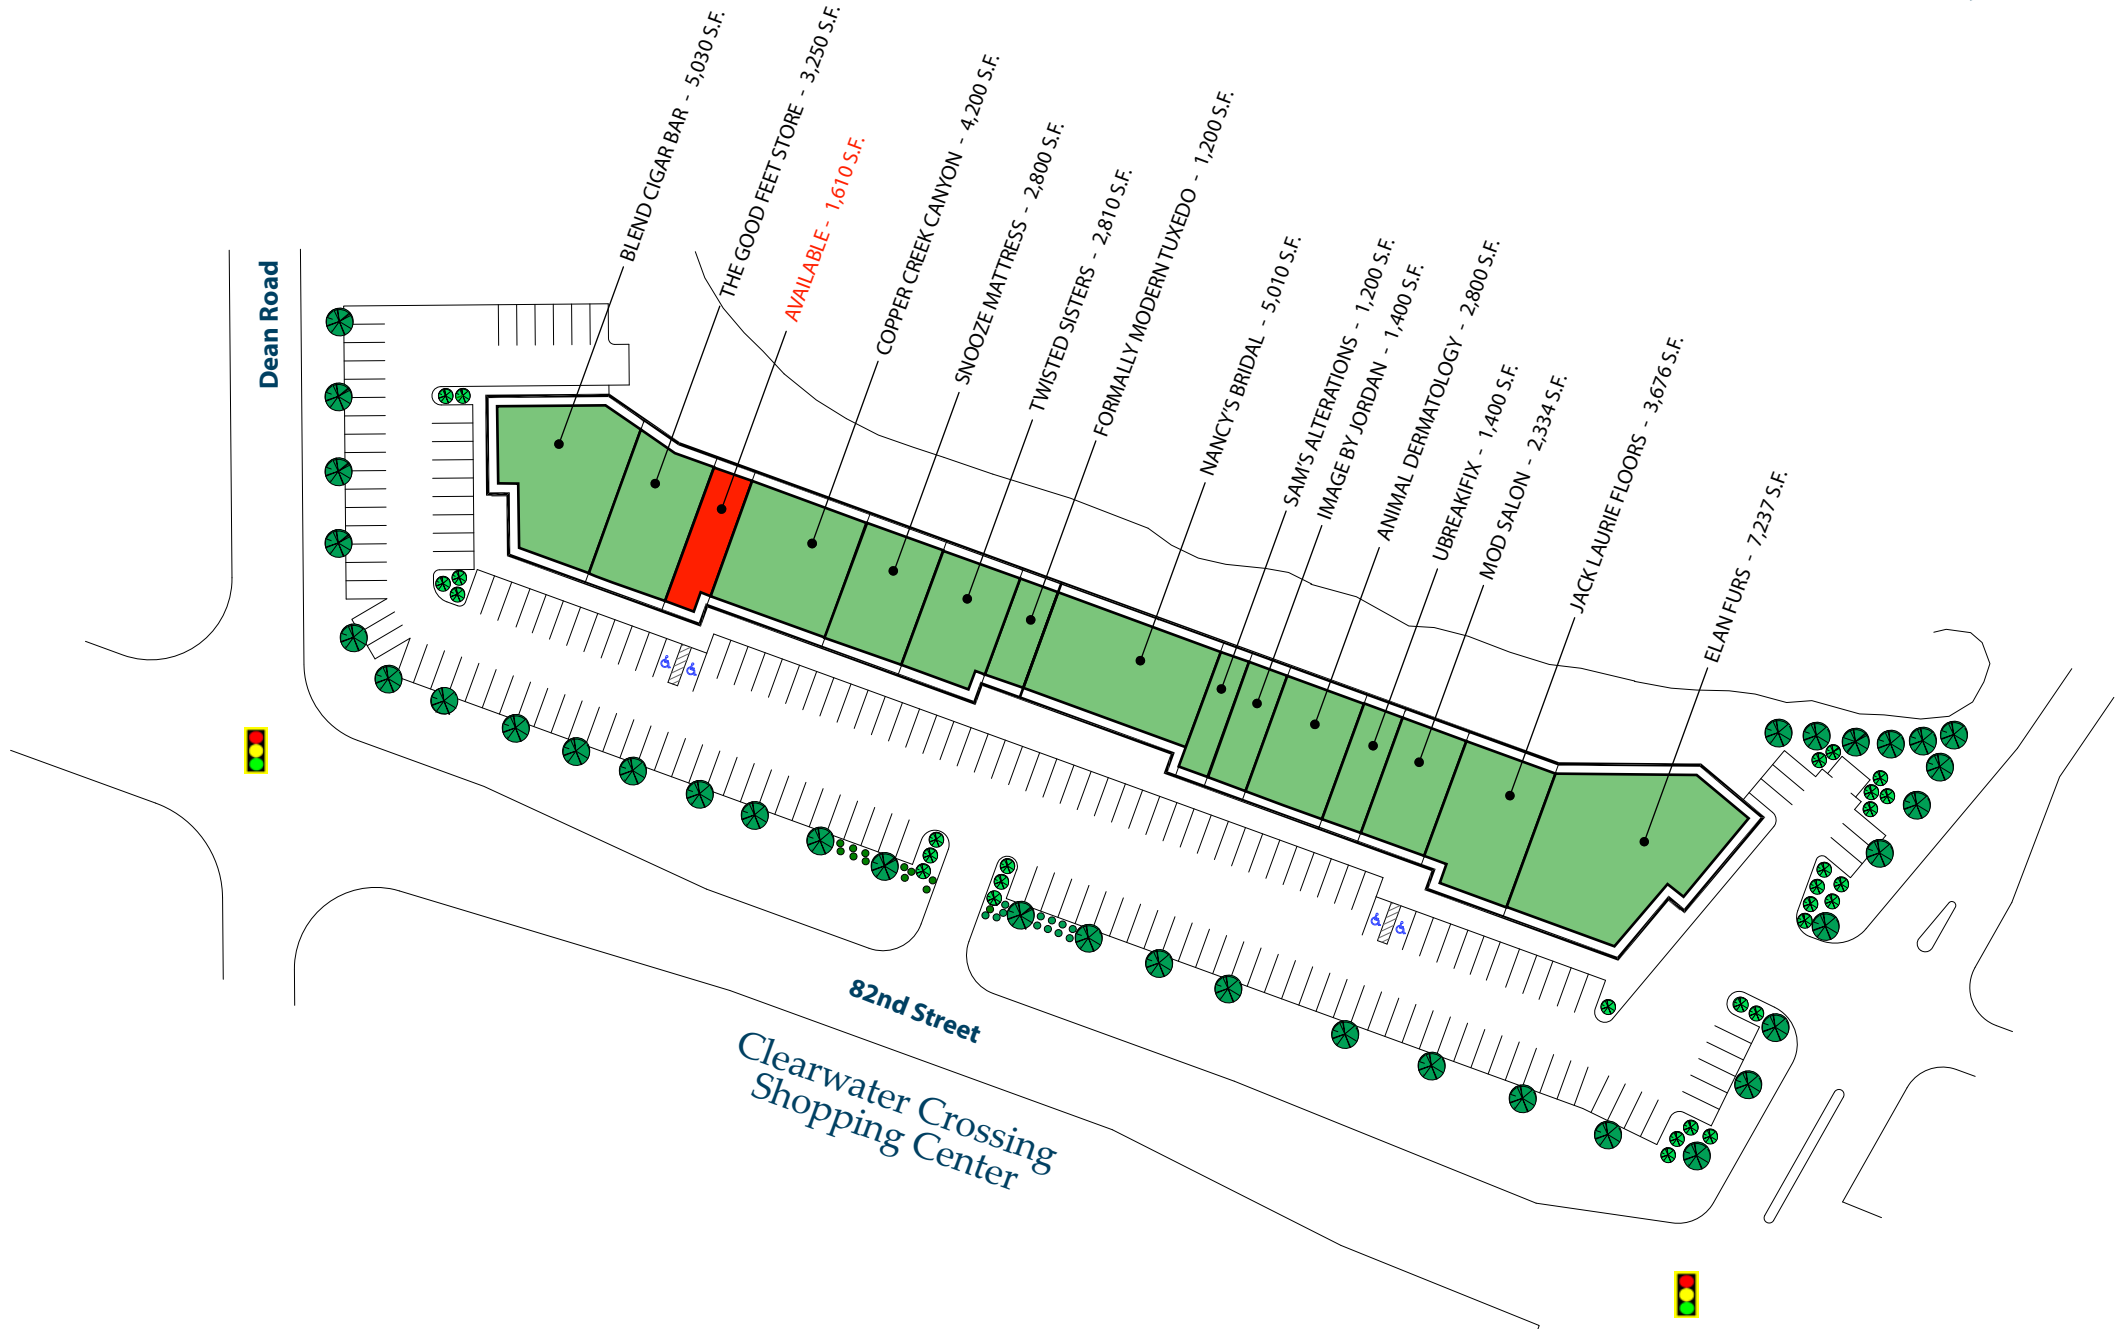 BLEND CIGAR BAR - 5,030 S.F.
THE GOOD FEET STORE - 3,250 S.F.
AVAILABLE - 1,610 S.F.
COPPER CREEK CANYON - 4,200 S.F.
SNOOZE MATTRESS - 2,800 S.F.
TWISTED SISTERS - 2,810 S.F.
FORMALLY MODERN TUXEDO - 1,200 S.F.
NANCY'S BRIDAL - 5,010 S.F.
SAM'S ALTERATIONS - 1,200 S.F.
IMAGE BY JORDAN - 1,400 S.F.
ANIMAL DERMATOLOGY - 2,800 S.F.
UBREAKIFIX - 1,400 S.F.
MOD SALON - 2,334 S.F.
JACK LAURIE FLOORS - 3,676 S.F.
ELAN FURS - 7,237 S.F.
Dean Road
82nd Street
Clearwater Crossing
Shopping Center